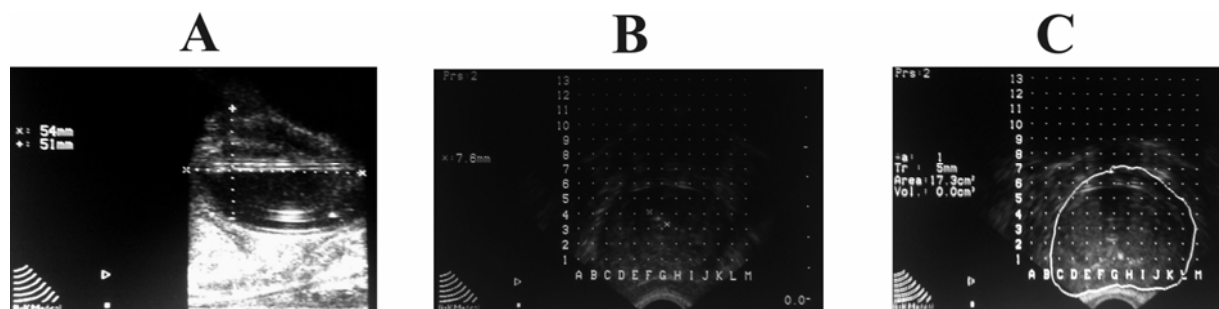 A
×: 54mm
+: 51mm
B
Prs:2
13
12
11
10
9
8
7
×:7.6mm
6
5
4
3
2
1
A B C D E F G H I J K L M
0.0
C
Prs:2
13
12
11
10
9
8
7
6
5
4
3
2
1
a: 1
Tr : 5mm
Area:17.3cm²
Vol.: 0.0cm³
A B C D E F G H I J K L M